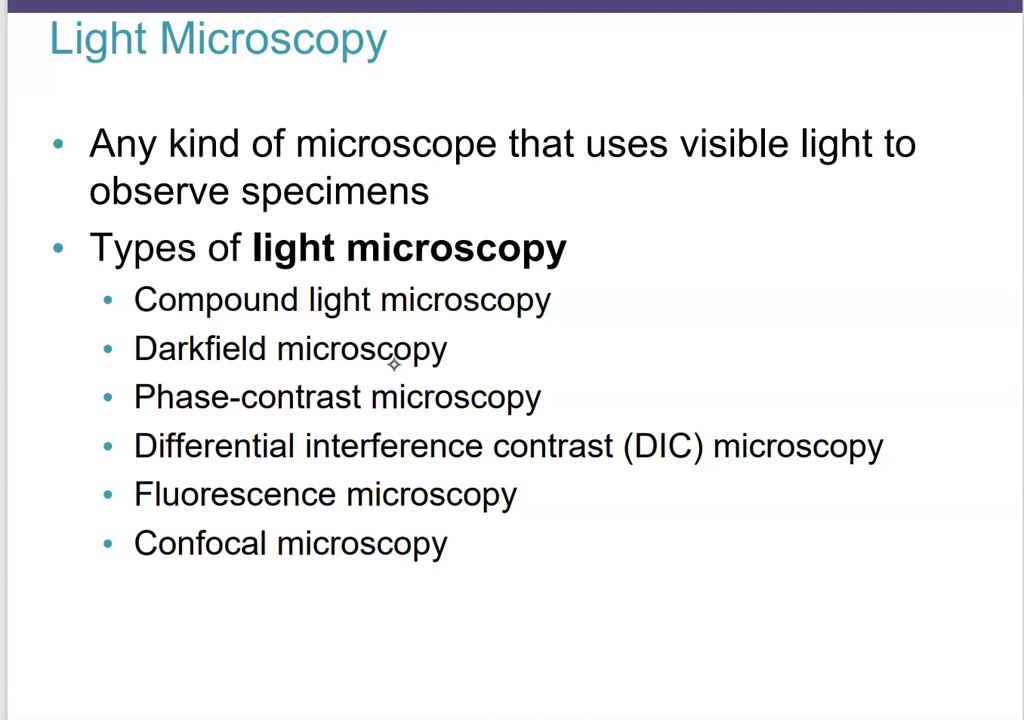 Light Microscopy
• Any kind of microscope that uses visible light to
observe specimens
• Types of light microscopy
• Compound light microscopy
• Darkfield microscopy
• Phase-contrast microscopy
• Differential interference contrast (DIC) microscopy
• Fluorescence microscopy
• Confocal microscopy